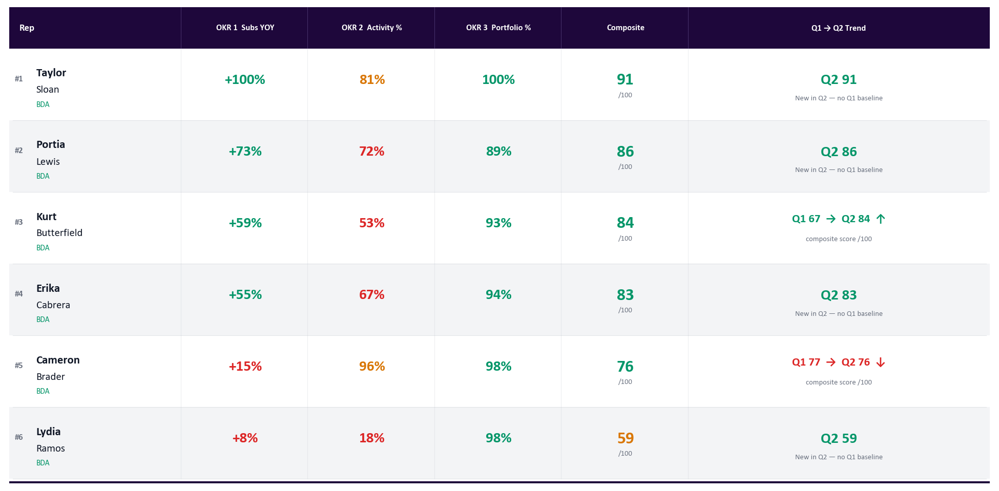 Rep OKR 1 Subs YOY OKR 2 Activity % OKR 3 Portfolio % Composite Q1 → Q2 Trend
#1 Taylor +100% 81% 100% 91 Q2 91
Sloan /100 New in Q2 — no Q1 baseline
BDA
#2 Portia +73% 72% 89% 86 Q2 86
Lewis /100 New in Q2 — no Q1 baseline
BDA
#3 Kurt +59% 53% 93% 84 Q1 67 → Q2 84 ↑
Butterfield /100 composite score /100
BDA
#4 Erika +55% 67% 94% 83 Q2 83
Cabrera /100 New in Q2 — no Q1 baseline
BDA
#5 Cameron +15% 96% 98% 76 Q1 77 → Q2 76 ↓
Brader /100 composite score /100
BDA
#6 Lydia +8% 18% 98% 59 Q2 59
Ramos /100 New in Q2 — no Q1 baseline
BDA